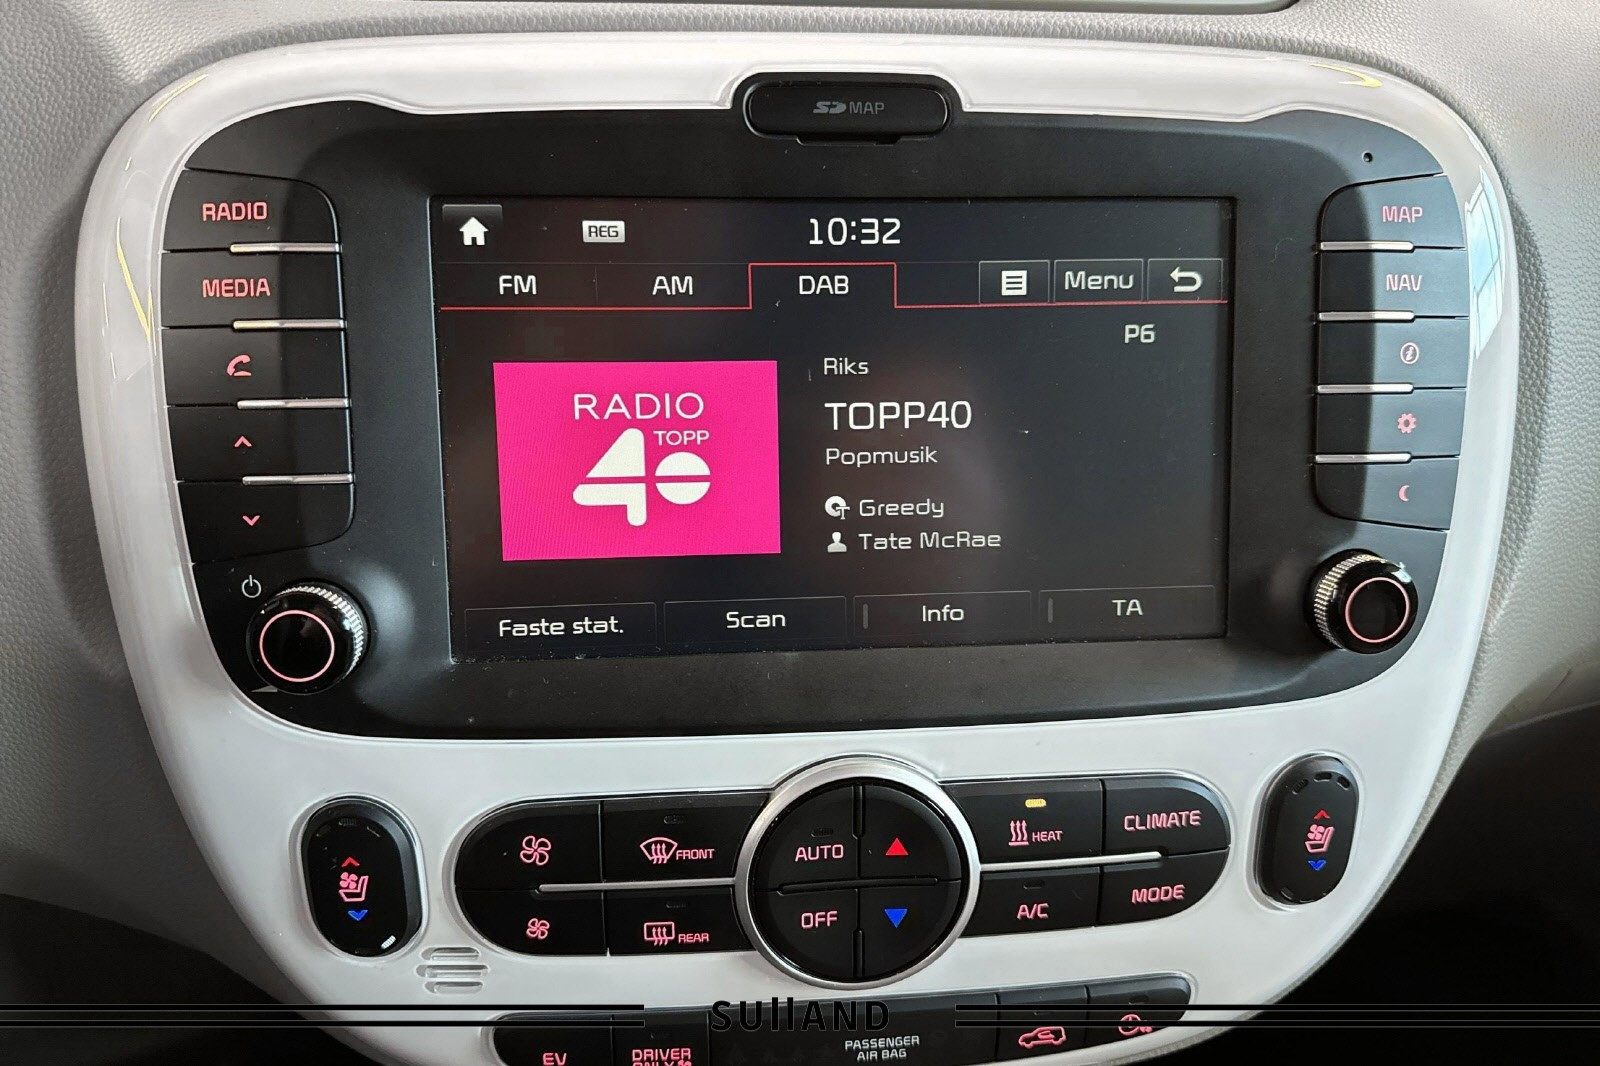 SD MAP
RADIO
MEDIA
MAP
NAV
REG
10:32
FM
AM
DAB
Menu
P6
RADIO
TOPP
40
Riks
TOPP40
Popmusik
Greedy
Tate McRae
Faste stat.
Scan
Info
TA
FRONT
REAR
AUTO
OFF
HEAT
CLIMATE
A/C
MODE
SULLAND
EV
DRIVER
ONLY
PASSENGER
AIR BAG